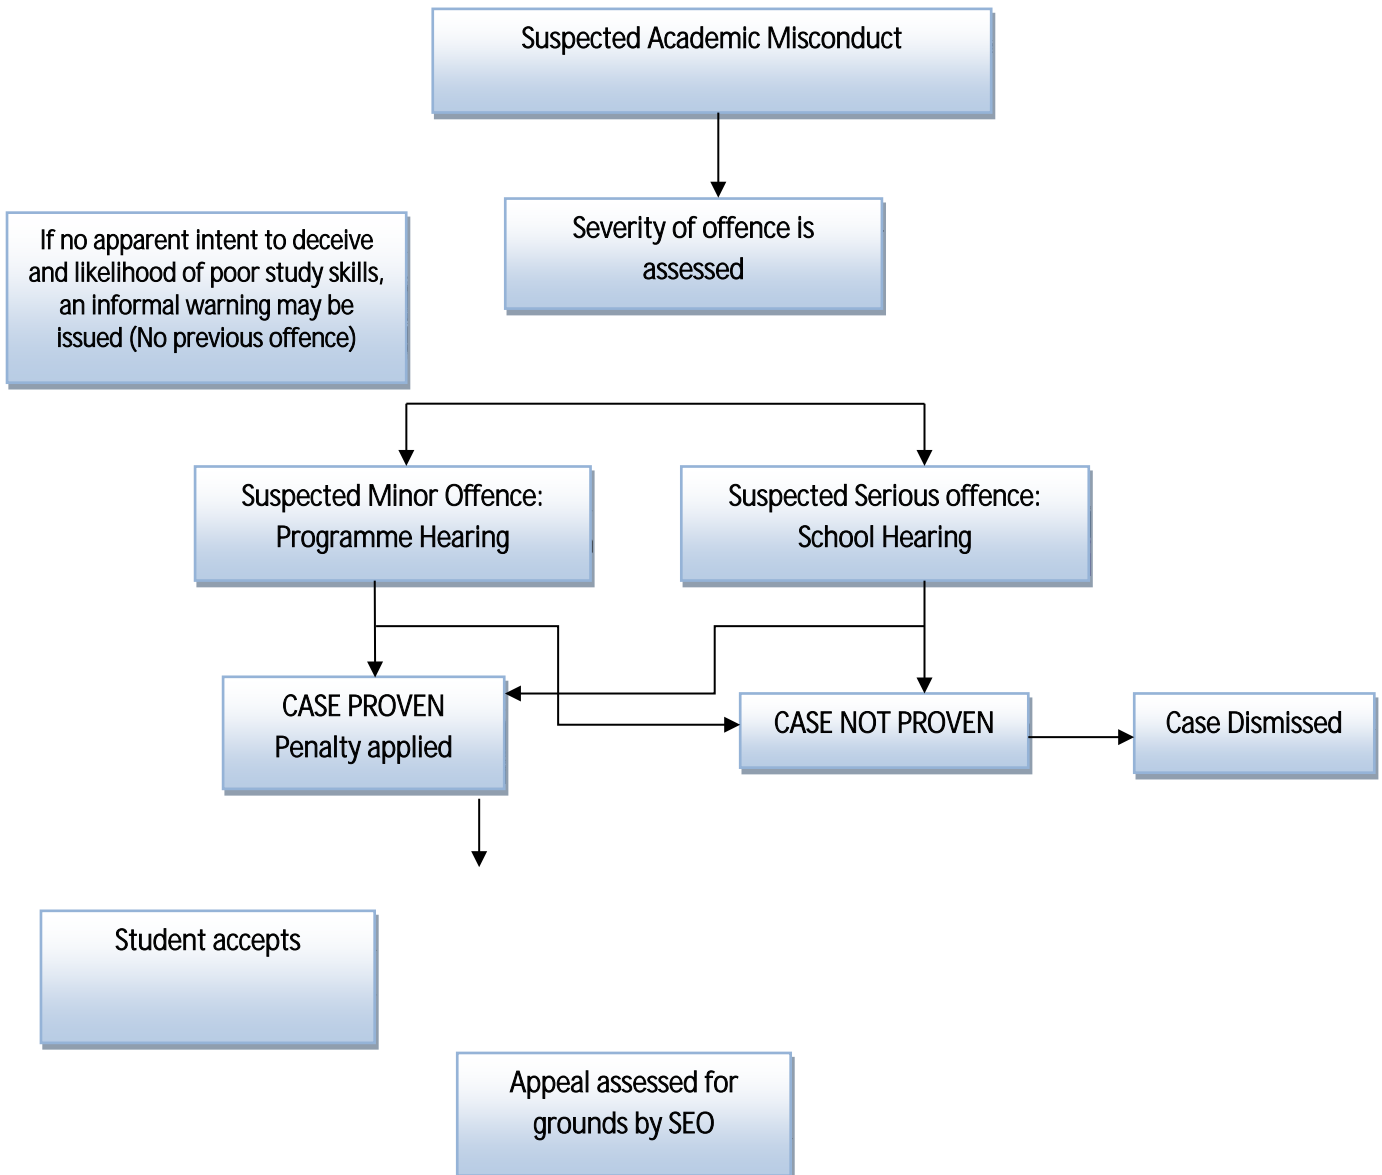 Suspected Academic Misconduct
Severity of offence is
assessed
If no apparent intent to deceive
and likelihood of poor study skills,
an informal warning may be
issued (No previous offence)
Suspected Minor Offence:
Programme Hearing
Suspected Serious offence:
School Hearing
CASE PROVEN
Penalty applied
CASE NOT PROVEN
Case Dismissed
Student accepts
Appeal assessed for
grounds by SEO